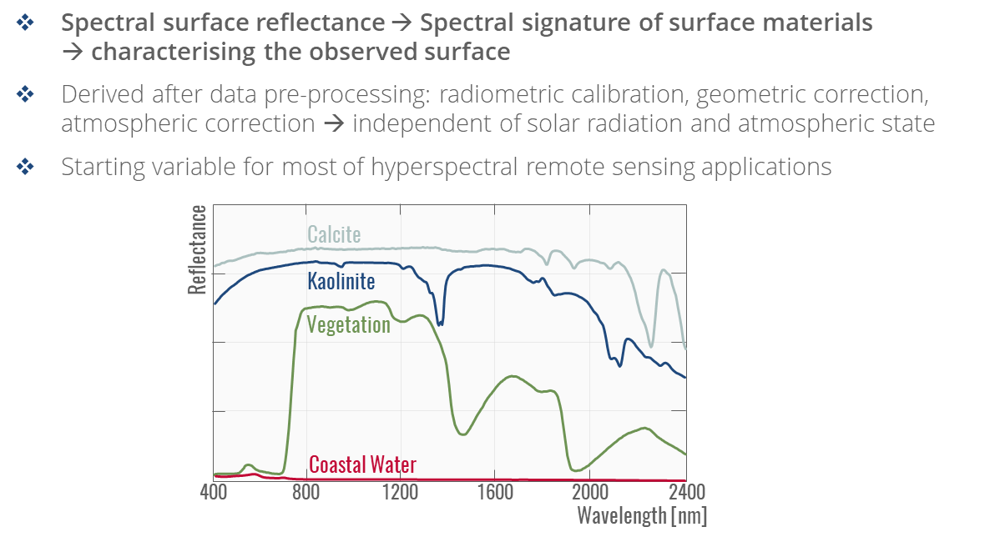 Spectral surface reflectance → Spectral signature of surface materials
→ characterising the observed surface
Derived after data pre-processing: radiometric calibration, geometric correction,
atmospheric correction → independent of solar radiation and atmospheric state
Starting variable for most of hyperspectral remote sensing applications
Reflectance
Calcite
Kaolinite
Vegetation
Coastal Water
400 800 1200 1600 2000 2400
Wavelength [nm]